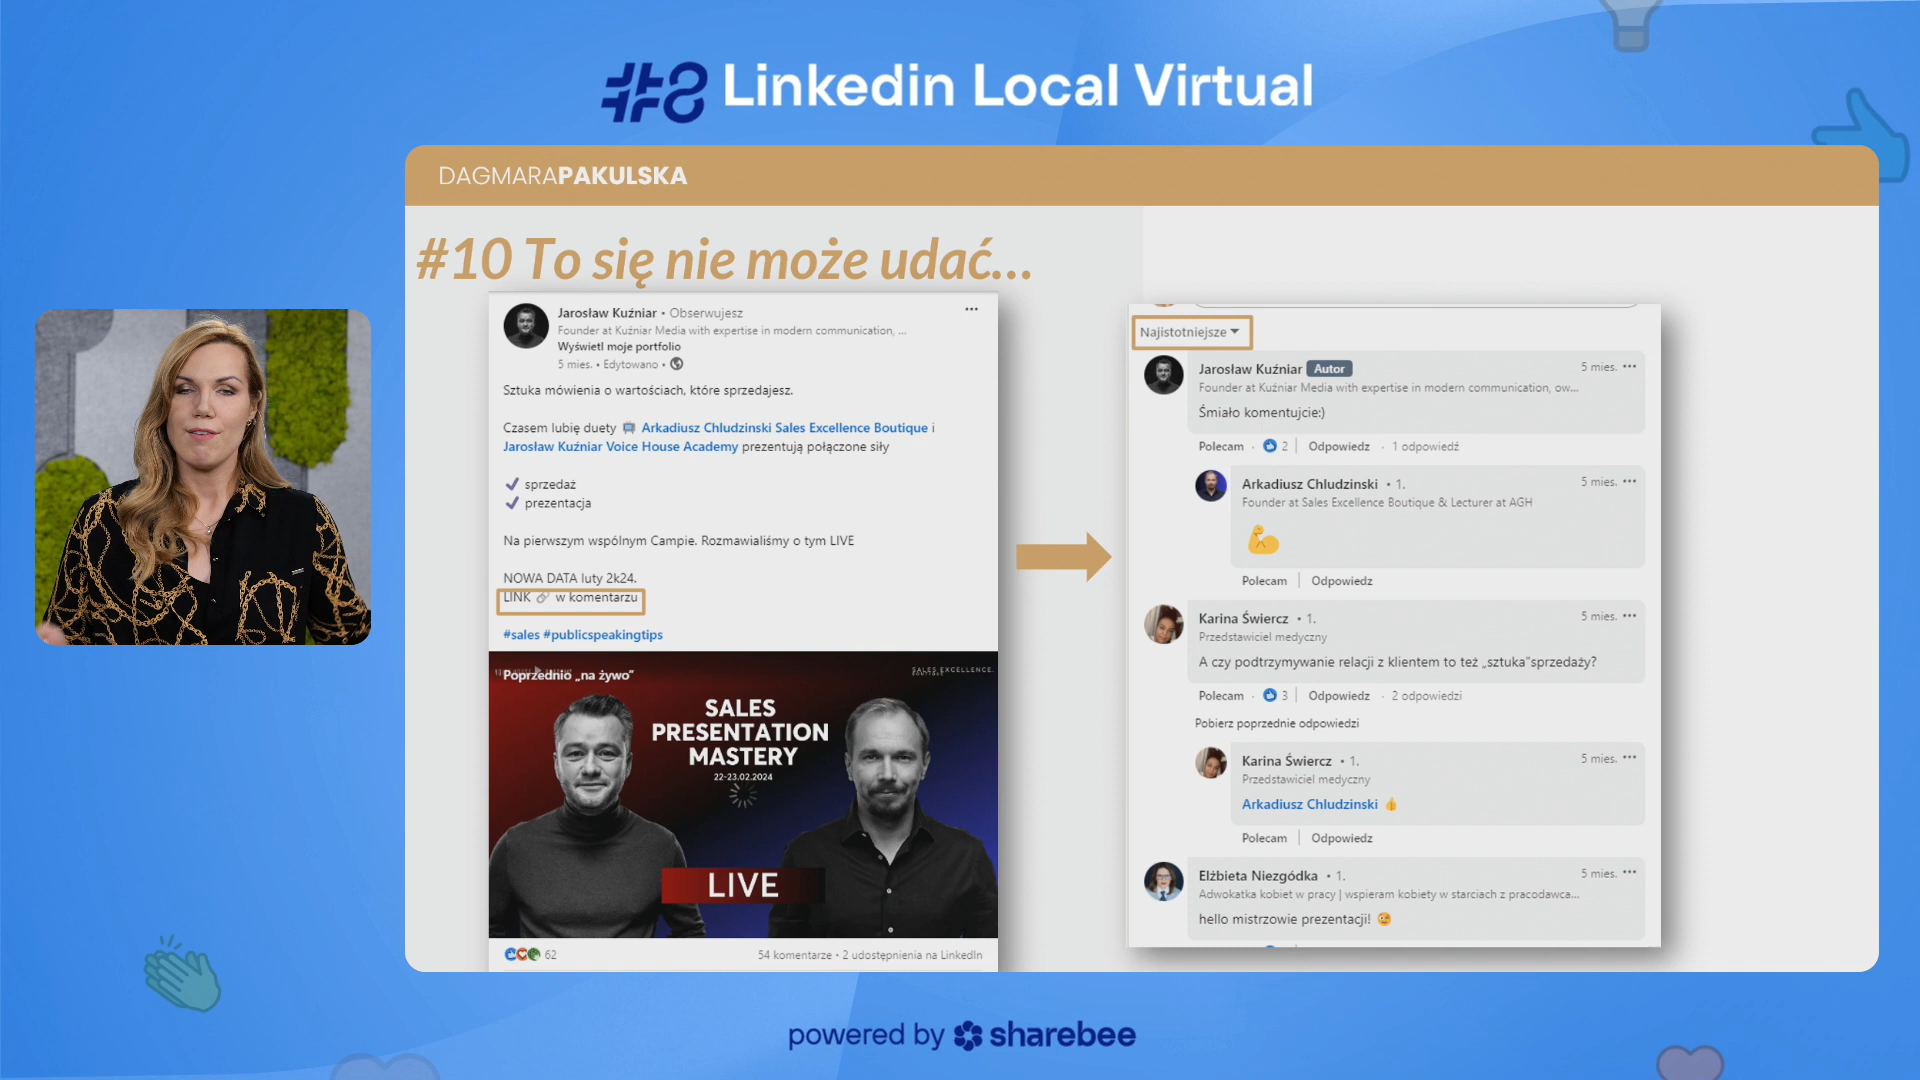 #8 Linkedin Local Virtual
DAGMARAPAKULSKA
#10 To się nie może udać...
Jarosław Kuźniar • Obserwujesz
Founder at Kuźniar Media with expertise in modern communication, ...
Wyświetl moje portfolio
5 mies. • Edytowano •
Sztuka mówienia o wartościach, które sprzedajesz.
Czasem lubię duety Arkadiusz Chludzinski Sales Excellence Boutique i
Jarosław Kuźniar Voice House Academy prezentują połączone siły
✔ sprzedaż
✔ prezentacja
Na pierwszym wspólnym Campie. Rozmawialiśmy o tym LIVE
NOWA DATA luty 2k24.
LINK 🔗 w komentarzu
#sales #publicspeakingtips
Poprzednio „na żywo”
SALES EXCELLENCE.
BOUTIQUE
SALES
PRESENTATION
MASTERY
22-23.02.2024
LIVE
62
54 komentarze • 2 udostępnienia na LinkedIn
Najistotniejsze
Jarosław Kuźniar Autor
5 mies.
Founder at Kuźniar Media with expertise in modern communication, ow...
Śmiało komentujcie:)
Polecam · 2 | Odpowiedz · 1 odpowiedź
Arkadiusz Chludzinski • 1.
5 mies.
Founder at Sales Excellence Boutique & Lecturer at AGH
💪
Polecam | Odpowiedz
Karina Świercz • 1.
5 mies.
Przedstawiciel medyczny
A czy podtrzymywanie relacji z klientem to też „sztuka”sprzedaży?
Polecam · 3 | Odpowiedz · 2 odpowiedzi
Pobierz poprzednie odpowiedzi
Karina Świercz • 1.
5 mies.
Przedstawiciel medyczny
Arkadiusz Chludzinski 👍
Polecam | Odpowiedz
Elżbieta Niezgódka • 1.
5 mies.
Adwokatka kobiet w pracy | wspieram kobiety w starciach z pracodawca...
hello mistrzowie prezentacji!
powered by sharebee